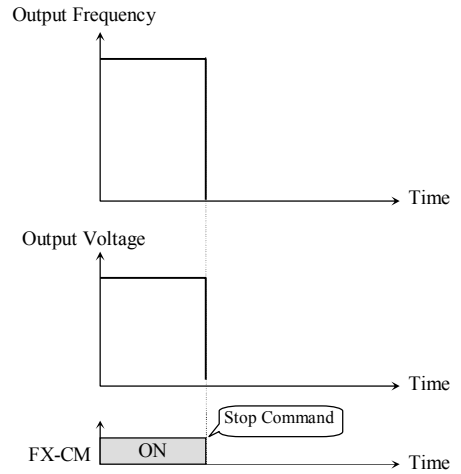 Output Frequency
Time
Output Voltage
Time
Stop Command
FX-CM
ON
Time